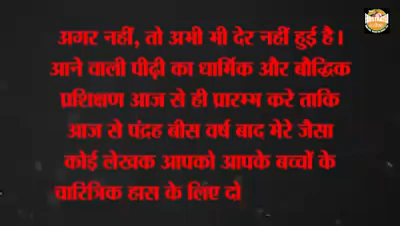 अगर नहीं, तो अभी भी देर नहीं हुई है।
आने वाली पीढ़ी का धार्मिक और बौद्धिक
प्रशिक्षण आज से ही प्रारम्भ करे ताकि
आज से पंद्रह बीस वर्ष बाद मेरे जैसा
कोई लेखक आपको आपके बच्चों के
चारित्रिक ह्रास के लिए दो